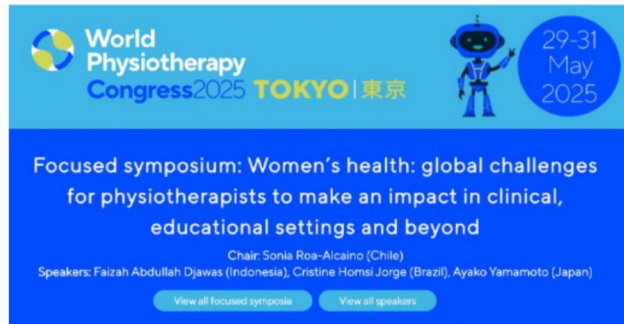 World
Physiotherapy
Congress2025 TOKYO | 東京
29-31
May
2025
Focused symposium: Women's health: global challenges
for physiotherapists to make an impact in clinical,
educational settings and beyond
Chair: Sonia Roa-Alcaino (Chile)
Speakers: Faizah Abdullah Djawas (Indonesia), Cristine Homsi Jorge (Brazil), Ayako Yamamoto (Japan)
View all focused symposia
View all speakers